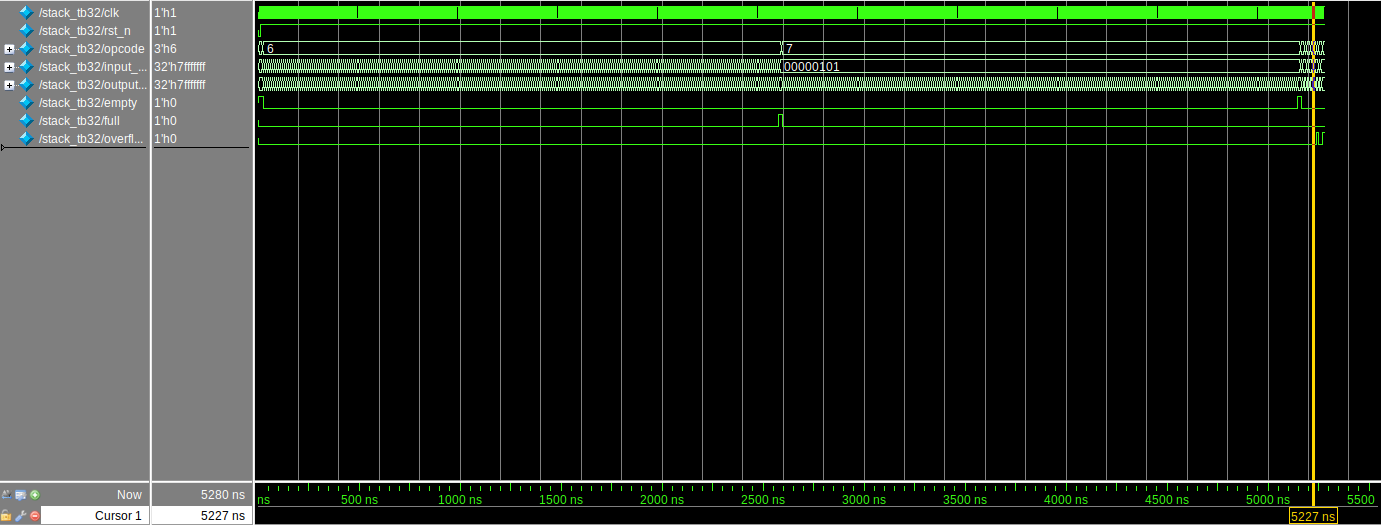 /stack_tb32/clk 1'h1
/stack_tb32/rst_n 1'h1
/stack_tb32/opcode 3'h6 6 7
/stack_tb32/input_... 32'h7fffffff 00000101
/stack_tb32/output... 32'h7fffffff
/stack_tb32/empty 1'h0
/stack_tb32/full 1'h0
/stack_tb32/overfl... 1'h0
Now 5280 ns ns 500 ns 1000 ns 1500 ns 2000 ns 2500 ns 3000 ns 3500 ns 4000 ns 4500 ns 5000 ns 5500
Cursor 1 5227 ns 5227 ns